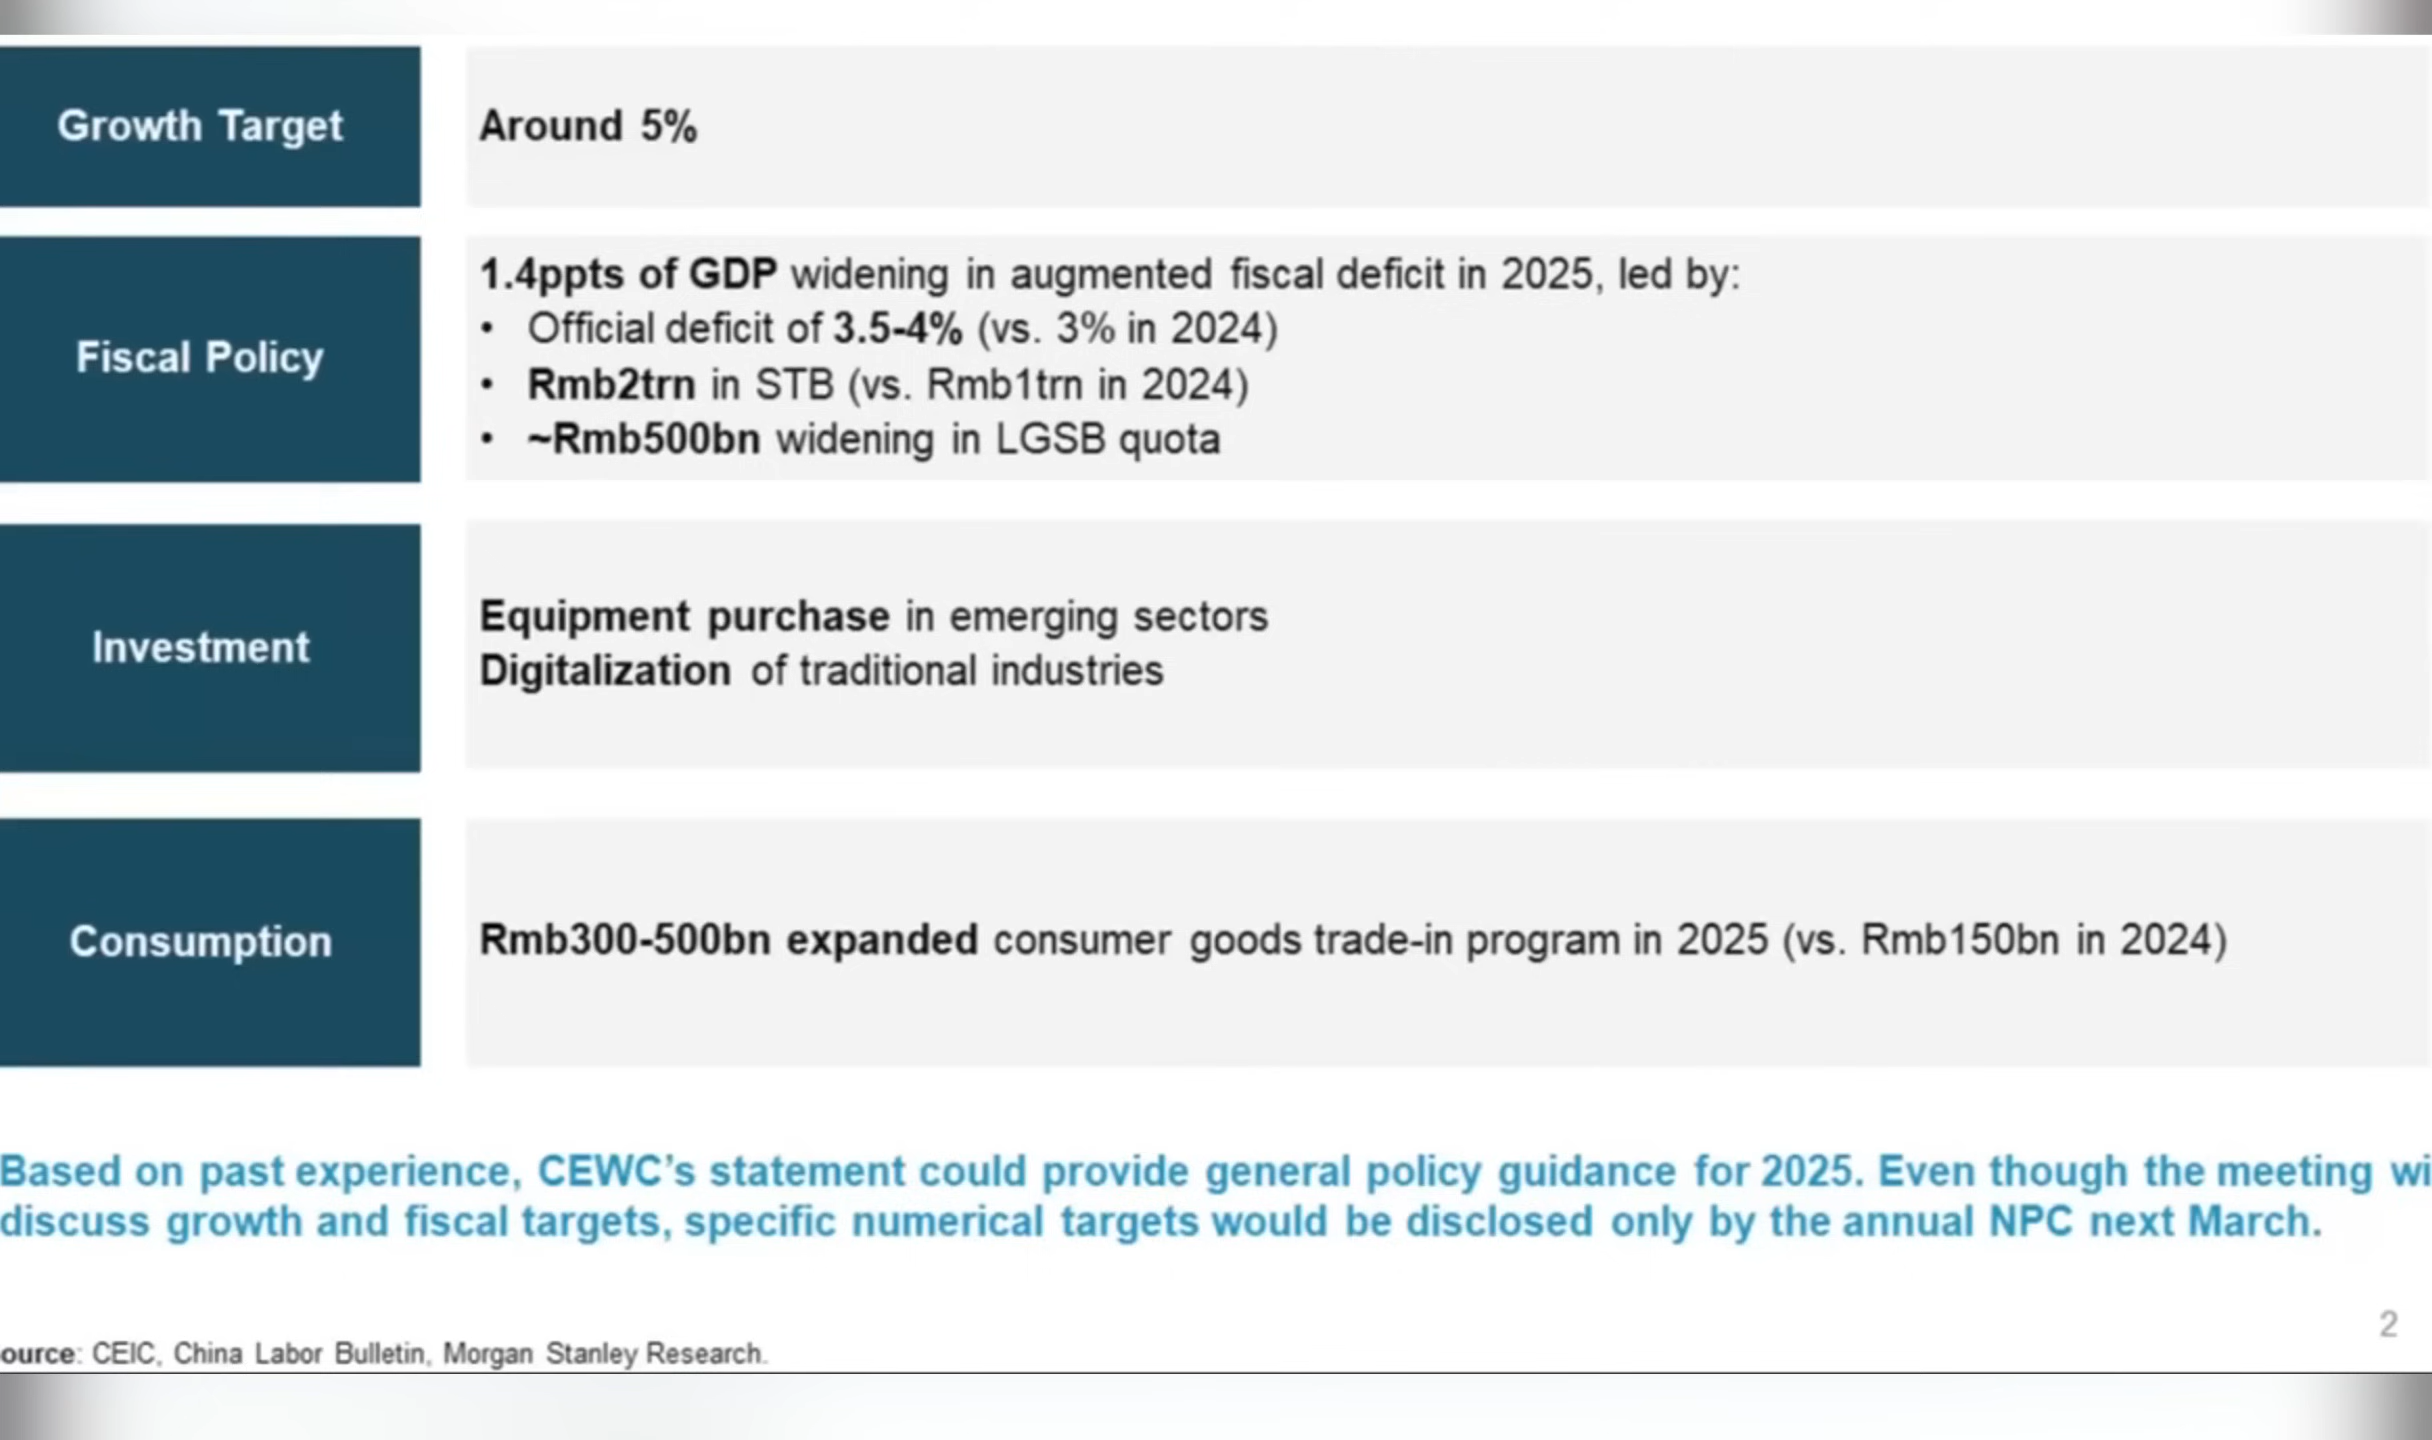 Growth Target
Around 5%
Fiscal Policy
1.4ppts of GDP widening in augmented fiscal deficit in 2025, led by:
• Official deficit of 3.5-4% (vs. 3% in 2024)
• Rmb2trn in STB (vs. Rmb1trn in 2024)
• ~Rmb500bn widening in LGSB quota
Investment
Equipment purchase in emerging sectors
Digitalization of traditional industries
Consumption
Rmb300-500bn expanded consumer goods trade-in program in 2025 (vs. Rmb150bn in 2024)
Based on past experience, CEWC's statement could provide general policy guidance for 2025. Even though the meeting wi
discuss growth and fiscal targets, specific numerical targets would be disclosed only by the annual NPC next March.
2
ource: CEIC, China Labor Bulletin, Morgan Stanley Research.